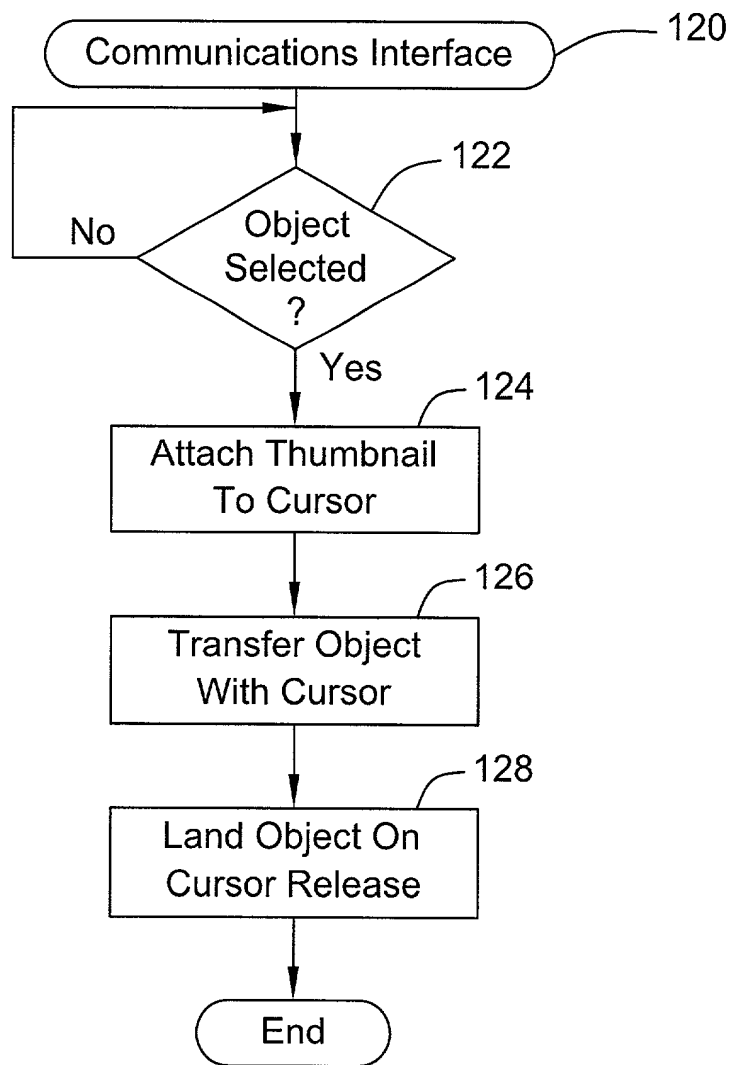 Communications Interface
120
122
Object
Selected
?
No
Yes
124
Attach Thumbnail
To Cursor
126
Transfer Object
With Cursor
128
Land Object On
Cursor Release
End